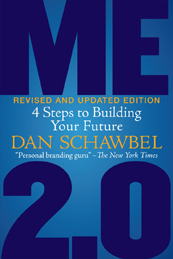 ME
REVISED AND UPDATED EDITION
4 Steps to Building
Your Future
DAN SCHAWBEL
"Personal branding guru" –The New York Times
2.0